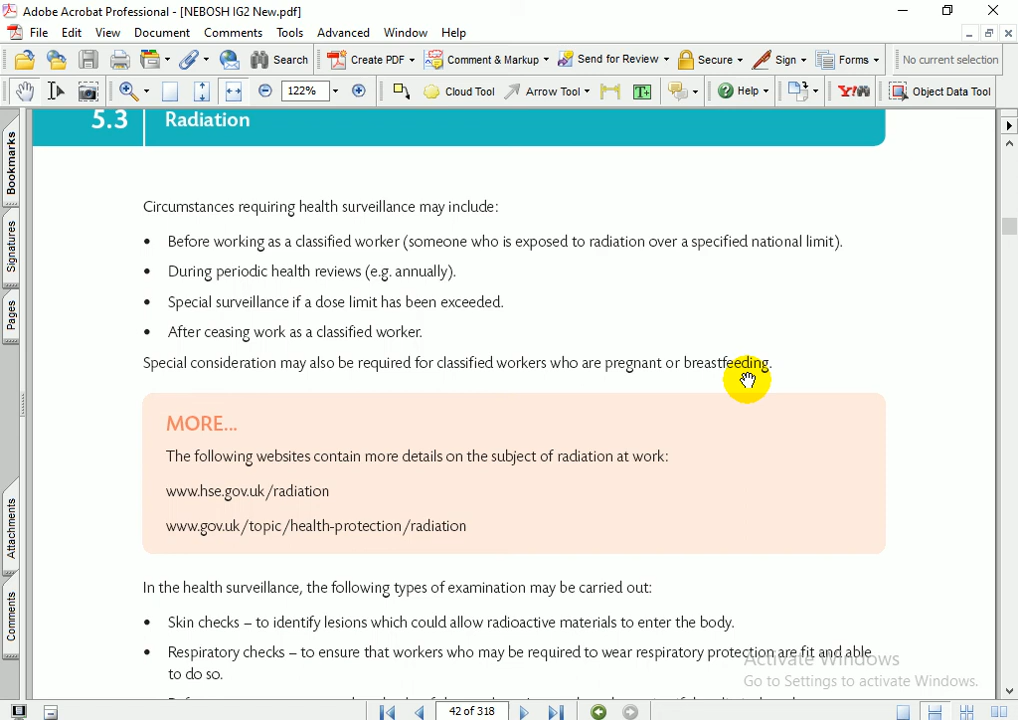 Adobe Acrobat Professional - [NEBOSH IG2 New.pdf]
File Edit View Document Comments Tools Advanced Window Help
Search Create PDF Comment & Markup Send for Review Secure Sign Forms No current selection
122% Cloud Tool Arrow Tool Help Y! Object Data Tool
Bookmarks
Signatures
Pages
Attachments
Comments
5.3 Radiation
Circumstances requiring health surveillance may include:
• Before working as a classified worker (someone who is exposed to radiation over a specified national limit).
• During periodic health reviews (e.g. annually).
• Special surveillance if a dose limit has been exceeded.
• After ceasing work as a classified worker.
Special consideration may also be required for classified workers who are pregnant or breastfeeding.
MORE...
The following websites contain more details on the subject of radiation at work:
www.hse.gov.uk/radiation
www.gov.uk/topic/health-protection/radiation
In the health surveillance, the following types of examination may be carried out:
• Skin checks – to identify lesions which could allow radioactive materials to enter the body.
• Respiratory checks – to ensure that workers who may be required to wear respiratory protection are fit and able
to do so.
Activate Windows
Go to Settings to activate Windows.
42 of 318